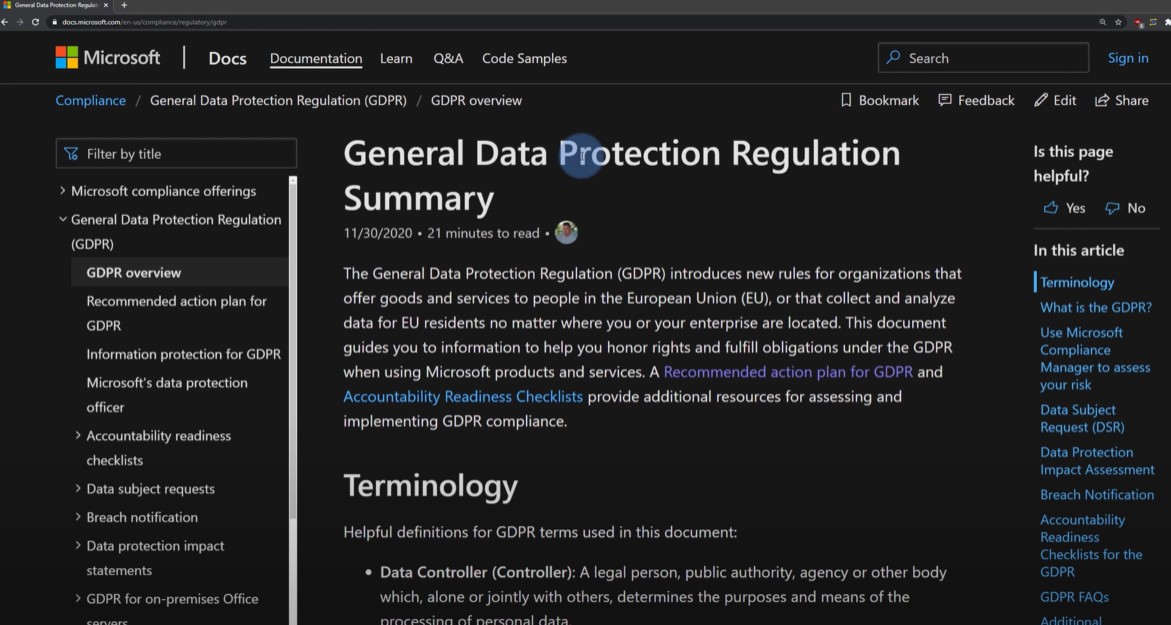 General Data Protection Regulat
docs.microsoft.com/en-us/compliance/regulatory/gdpr
Microsoft
Docs
Documentation
Learn
Q&A
Code Samples
Search
Sign in
Compliance / General Data Protection Regulation (GDPR) / GDPR overview
Bookmark
Feedback
Edit
Share
Filter by title
Microsoft compliance offerings
General Data Protection Regulation
(GDPR)
GDPR overview
Recommended action plan for
GDPR
Information protection for GDPR
Microsoft's data protection
officer
Accountability readiness
checklists
Data subject requests
Breach notification
Data protection impact
statements
GDPR for on-premises Office
servers
General Data Protection Regulation
Summary
11/30/2020 • 21 minutes to read •
The General Data Protection Regulation (GDPR) introduces new rules for organizations that
offer goods and services to people in the European Union (EU), or that collect and analyze
data for EU residents no matter where you or your enterprise are located. This document
guides you to information to help you honor rights and fulfill obligations under the GDPR
when using Microsoft products and services. A Recommended action plan for GDPR and
Accountability Readiness Checklists provide additional resources for assessing and
implementing GDPR compliance.
Terminology
Helpful definitions for GDPR terms used in this document:
• Data Controller (Controller): A legal person, public authority, agency or other body
which, alone or jointly with others, determines the purposes and means of the
processing of personal data.
Is this page
helpful?
Yes
No
In this article
Terminology
What is the GDPR?
Use Microsoft
Compliance
Manager to assess
your risk
Data Subject
Request (DSR)
Data Protection
Impact Assessment
Breach Notification
Accountability
Readiness
Checklists for the
GDPR
GDPR FAQs
Additional